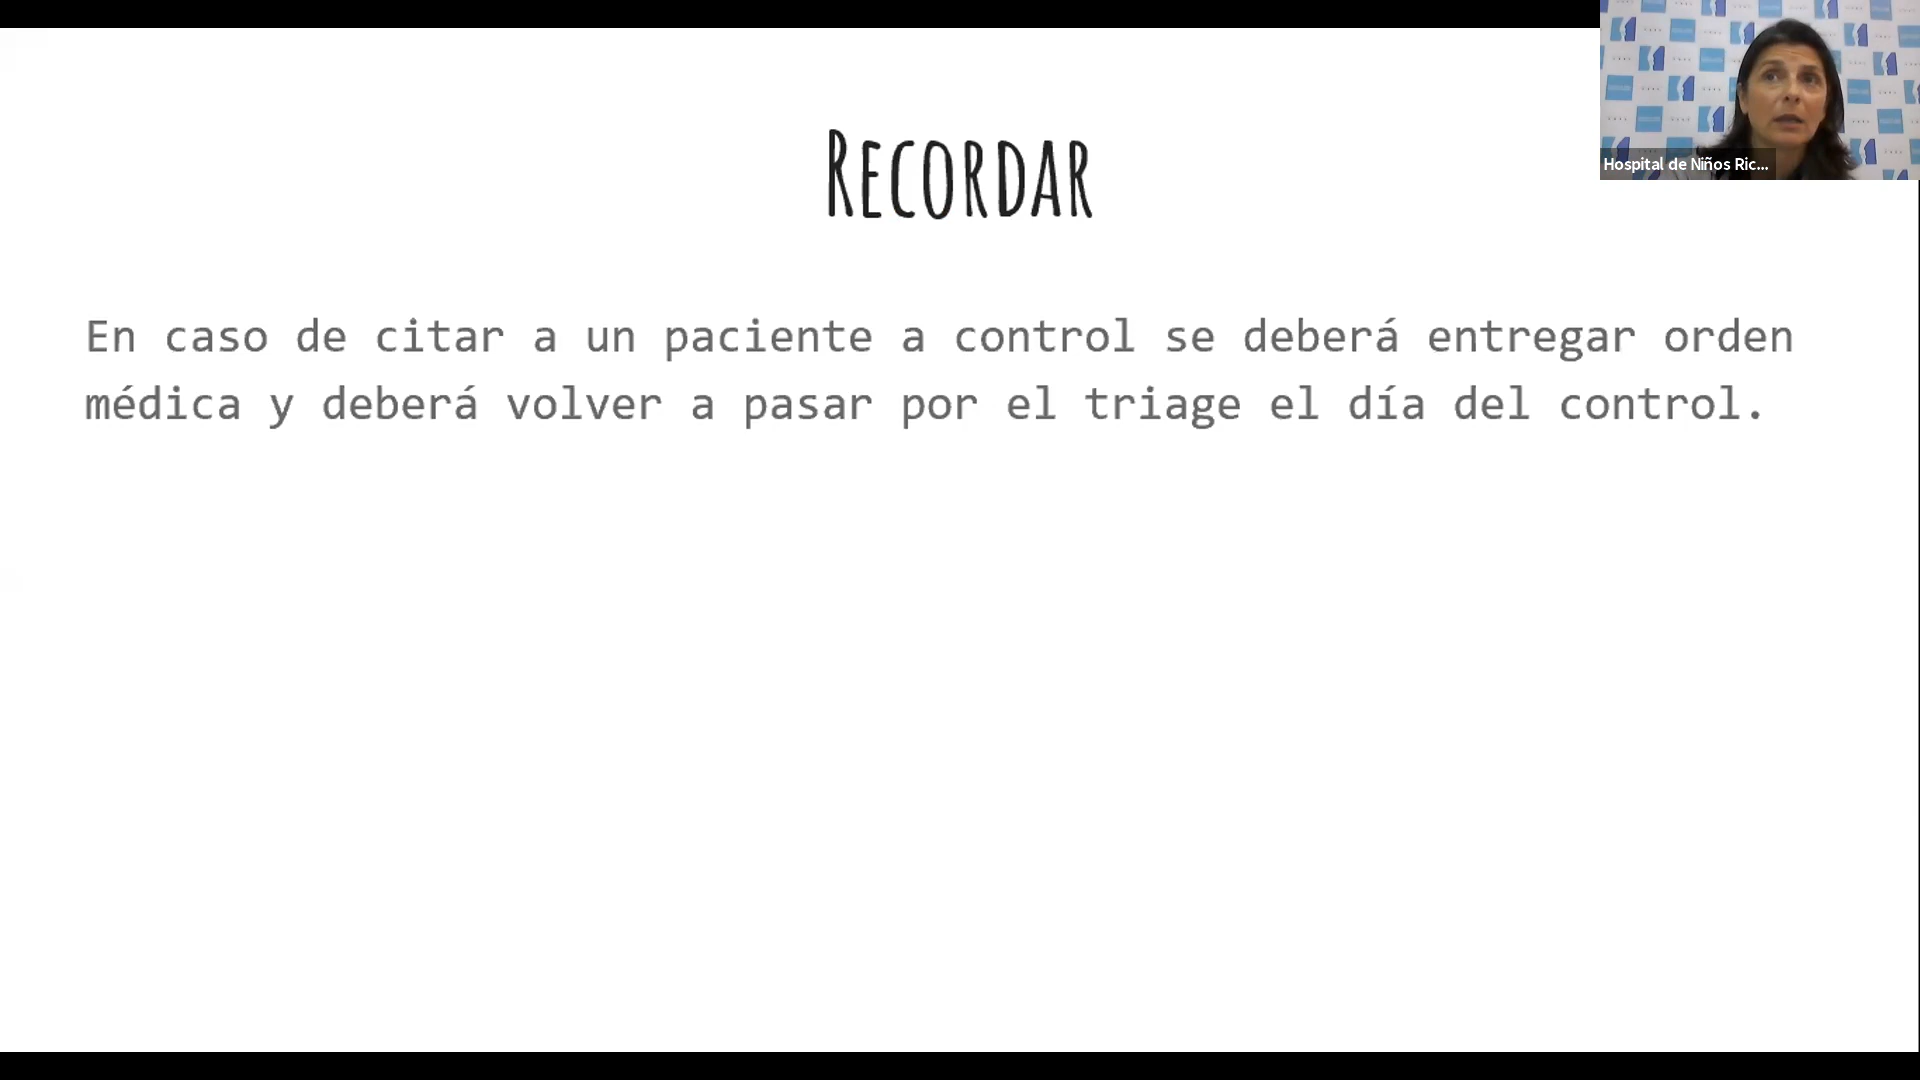 Hospital de Niños Ric...
RECORDAR
En caso de citar a un paciente a control se deberá entregar orden
médica y deberá volver a pasar por el triage el día del control.